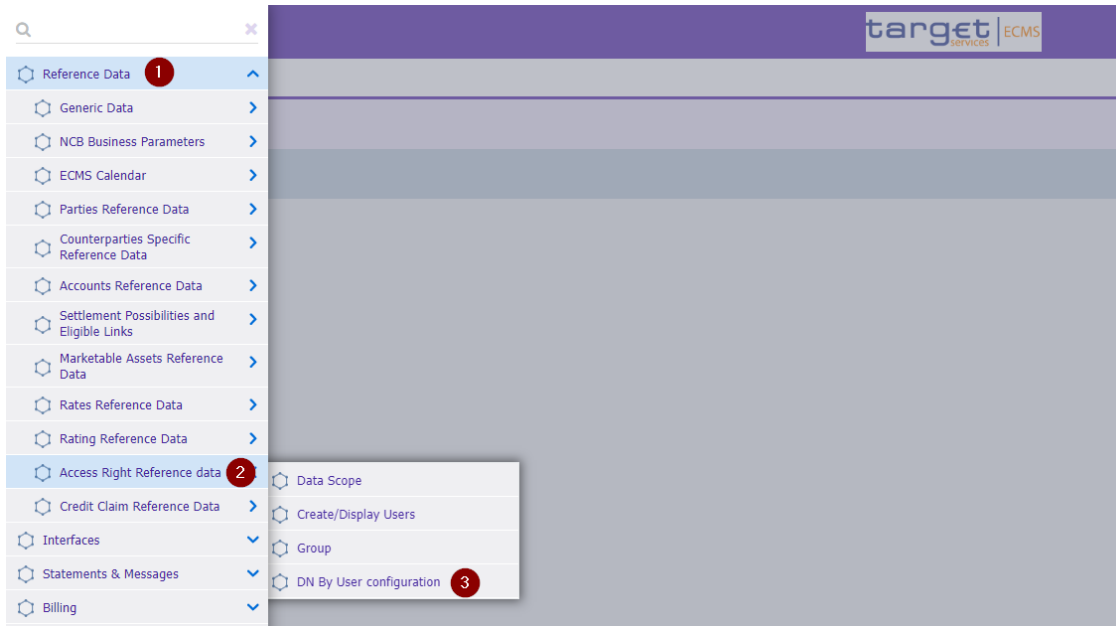 target | ECMS
services
Reference Data 1
Generic Data
NCB Business Parameters
ECMS Calendar
Parties Reference Data
Counterparties Specific
Reference Data
Accounts Reference Data
Settlement Possibilities and
Eligible Links
Marketable Assets Reference
Data
Rates Reference Data
Rating Reference Data
Access Right Reference data 2
Credit Claim Reference Data
Interfaces
Statements & Messages
Billing
Data Scope
Create/Display Users
Group
DN By User configuration 3